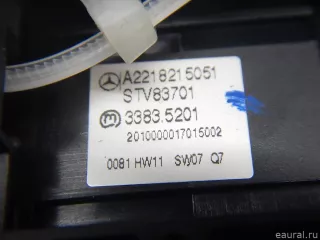 A2218215051
STV83701
3383.5201
2010000017015002
0081 HW11 SW07 Q7
eaural.ru